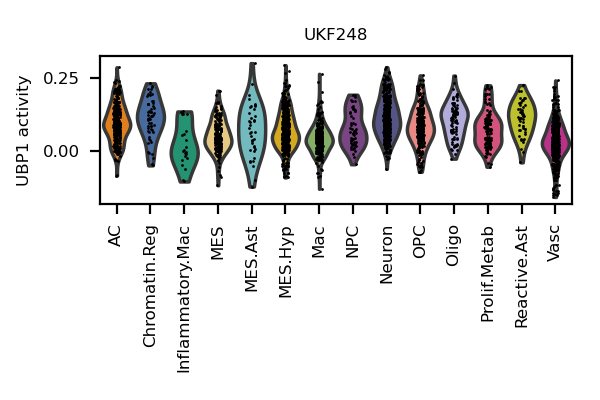 UKF248
UBP1 activity
0.25
0.00
AC
Chromatin.Reg
Inflammatory.Mac
MES
MES.Ast
MES.Hyp
Mac
NPC
Neuron
OPC
Oligo
Prolif.Metab
Reactive.Ast
Vasc